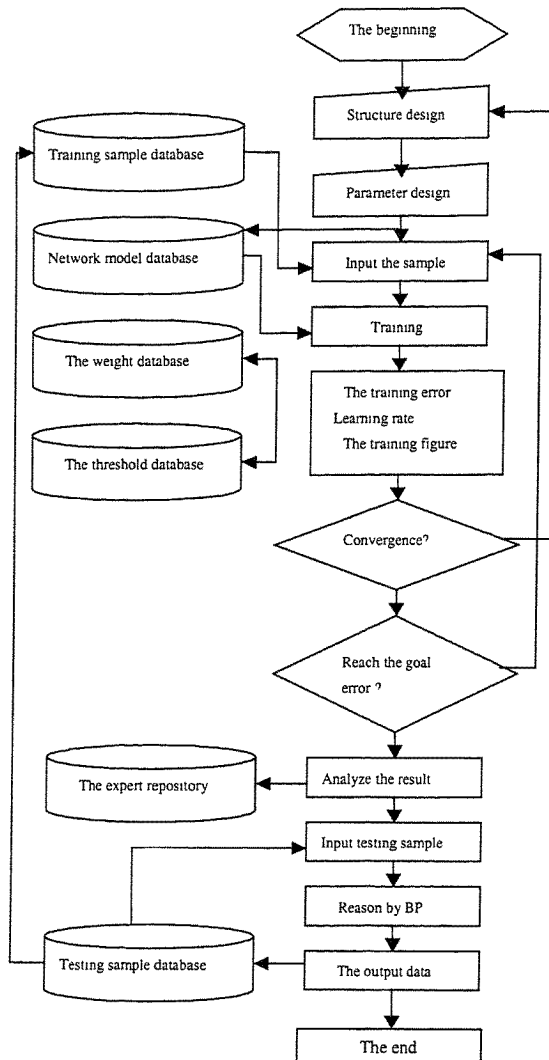 The beginning
Structure design
Training sample database
Parameter design
Network model database
Input the sample
Training
The weight database
The training error
Learning rate
The training figure
The threshold database
Convergence?
Reach the goal
error ?
The expert repository
Analyze the result
Input testing sample
Reason by BP
Testing sample database
The output data
The end